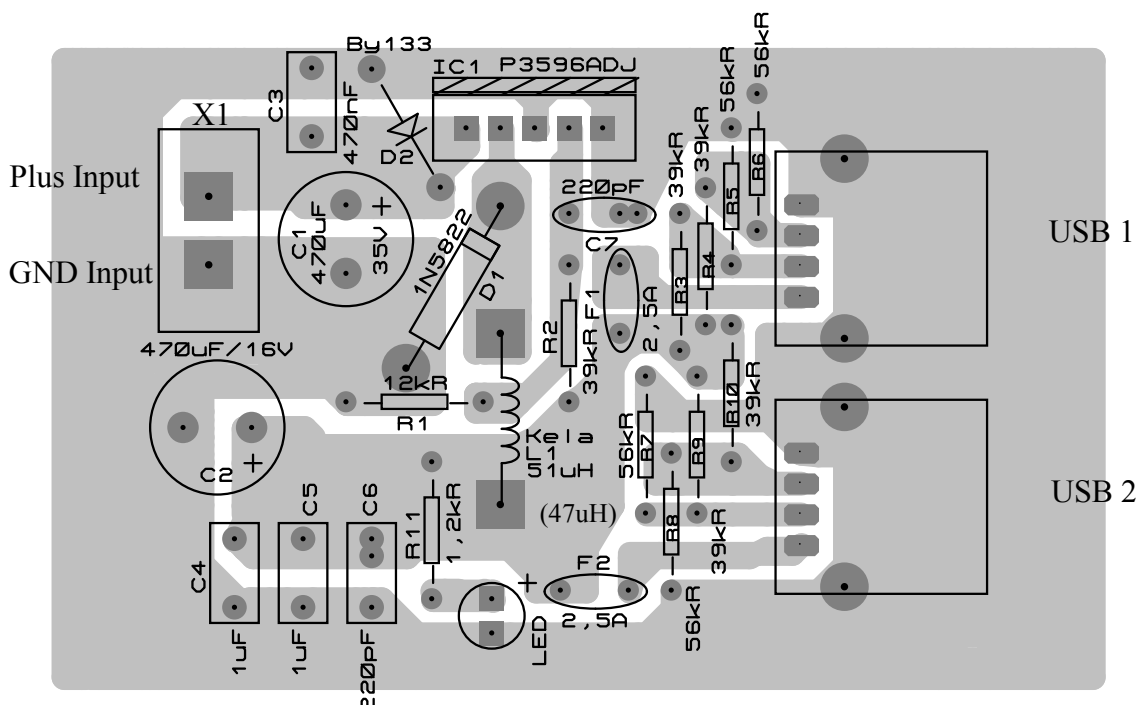 By133
IC1 P3596ADJ
C3
470nF
D2
X1
Plus Input
GND Input
C1
470uF
35V
+
1N5822
D1
220pF
C7
R2
39kR
F1
2,5A
39kR
R3
39kR
R4
56kR
R5
56kR
R6
USB 1
470uF/16V
C2
+
12kR
R1
Kela
L1
51uH
(47uH)
56kR
R7
R9
39kR
R10
39kR
R8
56kR
USB 2
C4
1uF
C5
1uF
C6
220pF
R11
1,2kR
+
LED
F2
2,5A